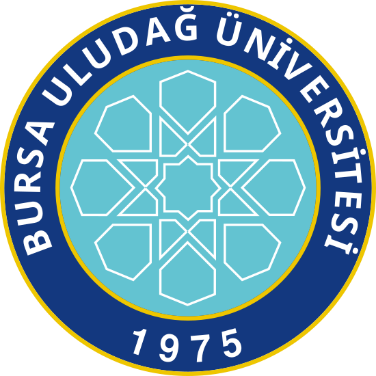 BURSA ULUDAĞ ÜNİVERSİTESİ
1975